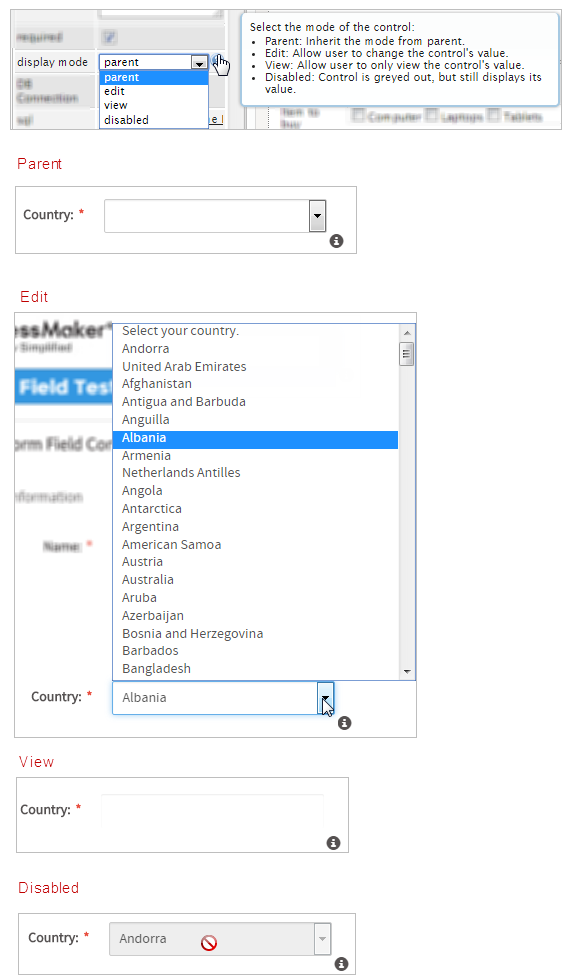 required
Select the mode of the control:
• Parent: Inherit the mode from parent.
display mode parent
• Edit: Allow user to change the control's value.
parent
• View: Allow user to only view the control's value.
edit
• Disabled: Control is greyed out, but still displays its
value.
DB
Connection
view
disabled
sql
Item to
buy
Computer Laptops Tablets
Parent
Country: *
Edit
essMaker
Simplified
Field Test
orm Field Con
nformation
Name: *
Select your country.
Andorra
United Arab Emirates
Afghanistan
Antigua and Barbuda
Anguilla
Albania
Armenia
Netherlands Antilles
Angola
Antarctica
Argentina
American Samoa
Austria
Australia
Aruba
Azerbaijan
Bosnia and Herzegovina
Barbados
Bangladesh
Country: * Albania
View
Country: *
Disabled
Country: * Andorra